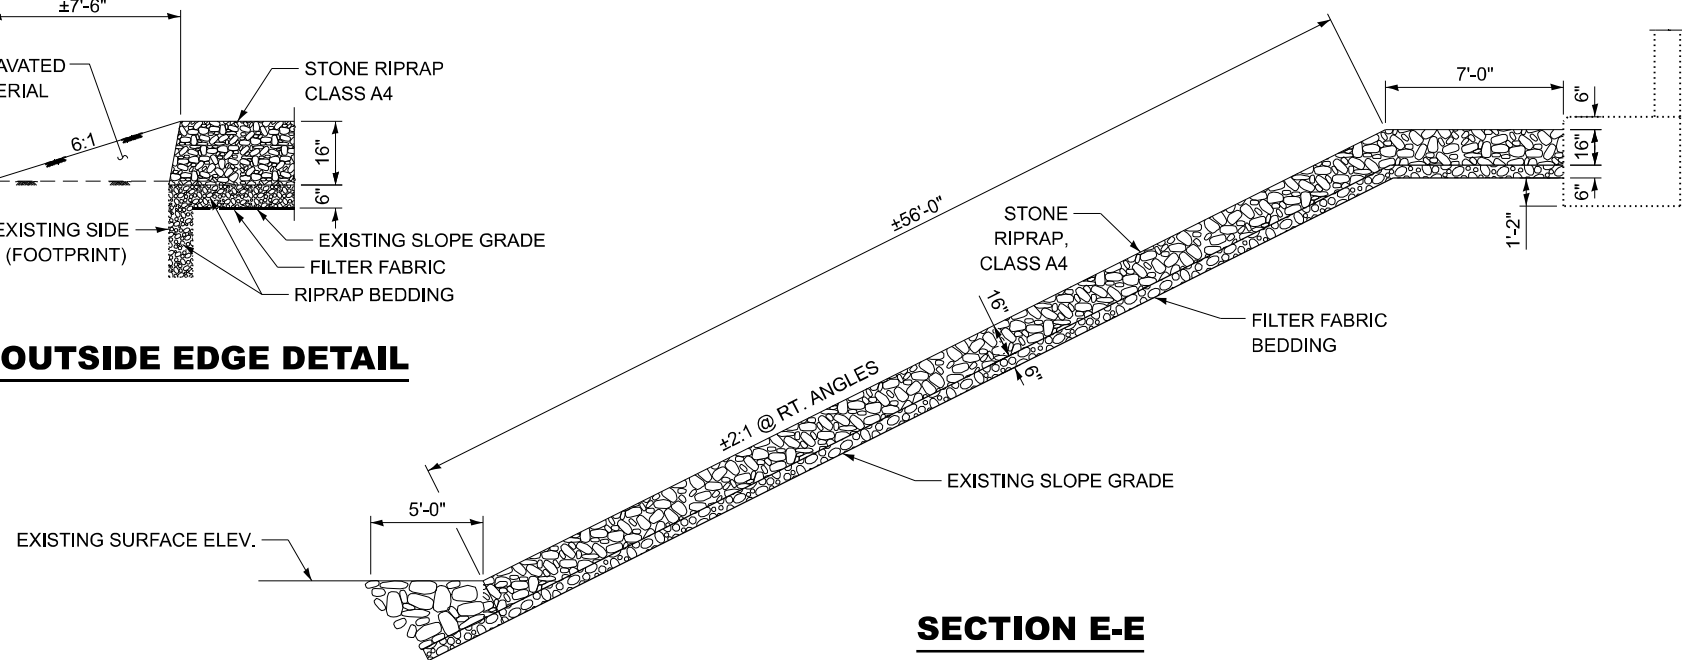 ±7'-6"
STONE RIPRAP
CLASS A4
6:1
16"
6"
EXISTING SIDE
(FOOTPRINT)
EXISTING SLOPE GRADE
FILTER FABRIC
RIPRAP BEDDING
OUTSIDE EDGE DETAIL
7'-0"
6"
16"
6"
1'-2"
±56'-0"
STONE
RIPRAP,
CLASS A4
16"
6"
FILTER FABRIC
BEDDING
±2:1 @ RT. ANGLES
EXISTING SLOPE GRADE
5'-0"
EXISTING SURFACE ELEV.
SECTION E-E